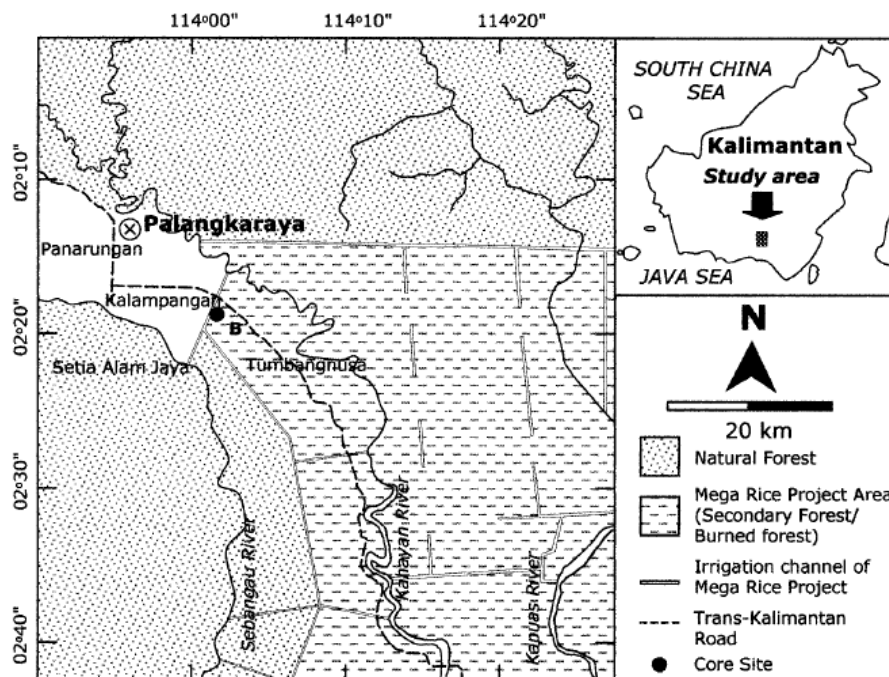 114°00" 114°10" 114°20"
02°10"
02°20"
02°30"
02°40"
Palangkaraya
Panarungan
Kalampangan
B
Setia Alam Jaya
Tumbangnusa
Sebangau River
Kahayan River
Kapuas River
SOUTH CHINA
SEA
Kalimantan
Study area
JAVA SEA
N
20 km
Natural Forest
Mega Rice Project Area
(Secondary Forest/
Burned forest)
Irrigation channel of
Mega Rice Project
Trans-Kalimantan
Road
Core Site